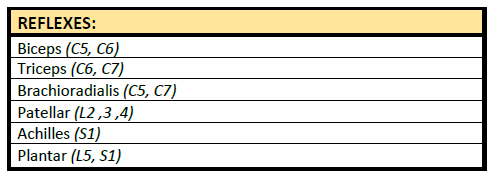 REFLEXES:
Biceps (C5, C6)
Triceps (C6, C7)
Brachioradialis (C5, C7)
Patellar (L2 ,3 ,4)
Achilles (S1)
Plantar (L5, S1)